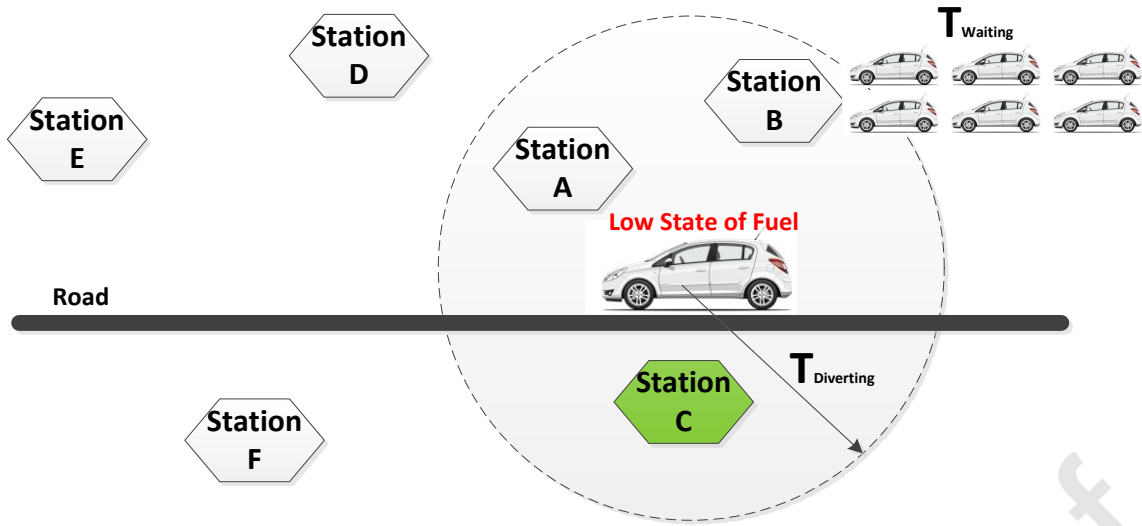 Station
D
T Waiting
Station
B
Station
E
Station
A
Low State of Fuel
Road
Station
C
T Diverting
Station
F
f